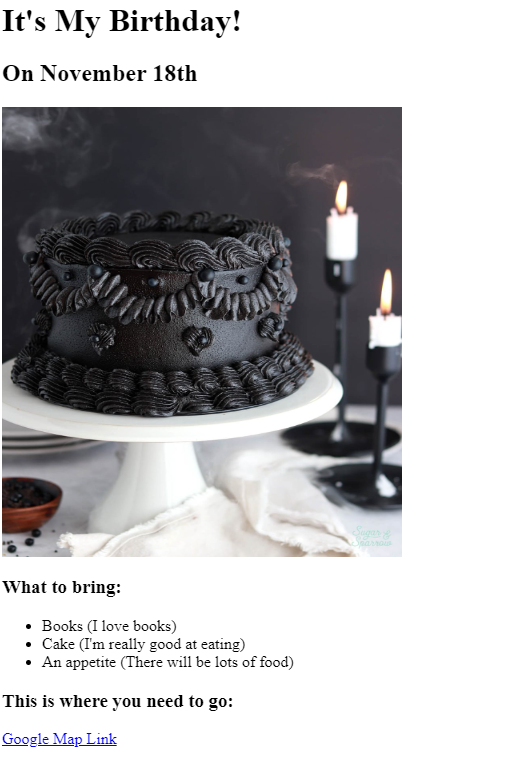 It's My Birthday!
On November 18th
What to bring:
Books (I love books)
Cake (I'm really good at eating)
An appetite (There will be lots of food)
This is where you need to go:
Google Map Link